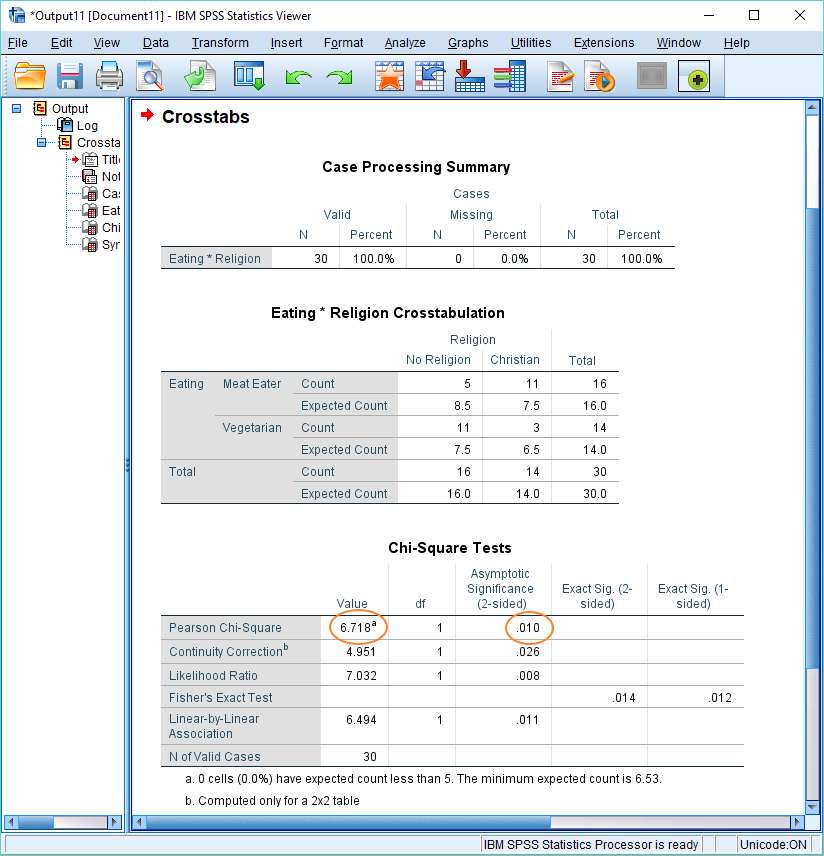 *Output11 [Document11] - IBM SPSS Statistics Viewer
File Edit View Data Transform Insert Format Analyze Graphs Utilities Extensions Window Help
Output
Log
Crossta
Title
Not
Cas
Eat
Chi
Syr
Crosstabs
Case Processing Summary
Cases
Valid Missing Total
N Percent N Percent N Percent
Eating * Religion 30 100.0% 0 0.0% 30 100.0%
Eating * Religion Crosstabulation
Religion
No Religion Christian Total
Eating Meat Eater Count 5 11 16
Expected Count 8.5 7.5 16.0
Vegetarian Count 11 3 14
Expected Count 7.5 6.5 14.0
Total Count 16 14 30
Expected Count 16.0 14.0 30.0
Chi-Square Tests
Asymptotic
Significance Exact Sig. (2- Exact Sig. (1-
Value df (2-sided) sided) sided)
Pearson Chi-Square 6.718a 1 .010
Continuity Correctionb 4.951 1 .026
Likelihood Ratio 7.032 1 .008
Fisher's Exact Test .014 .012
Linear-by-Linear 6.494 1 .011
Association
N of Valid Cases 30
a. 0 cells (0.0%) have expected count less than 5. The minimum expected count is 6.53.
b. Computed only for a 2x2 table
IBM SPSS Statistics Processor is ready Unicode:ON